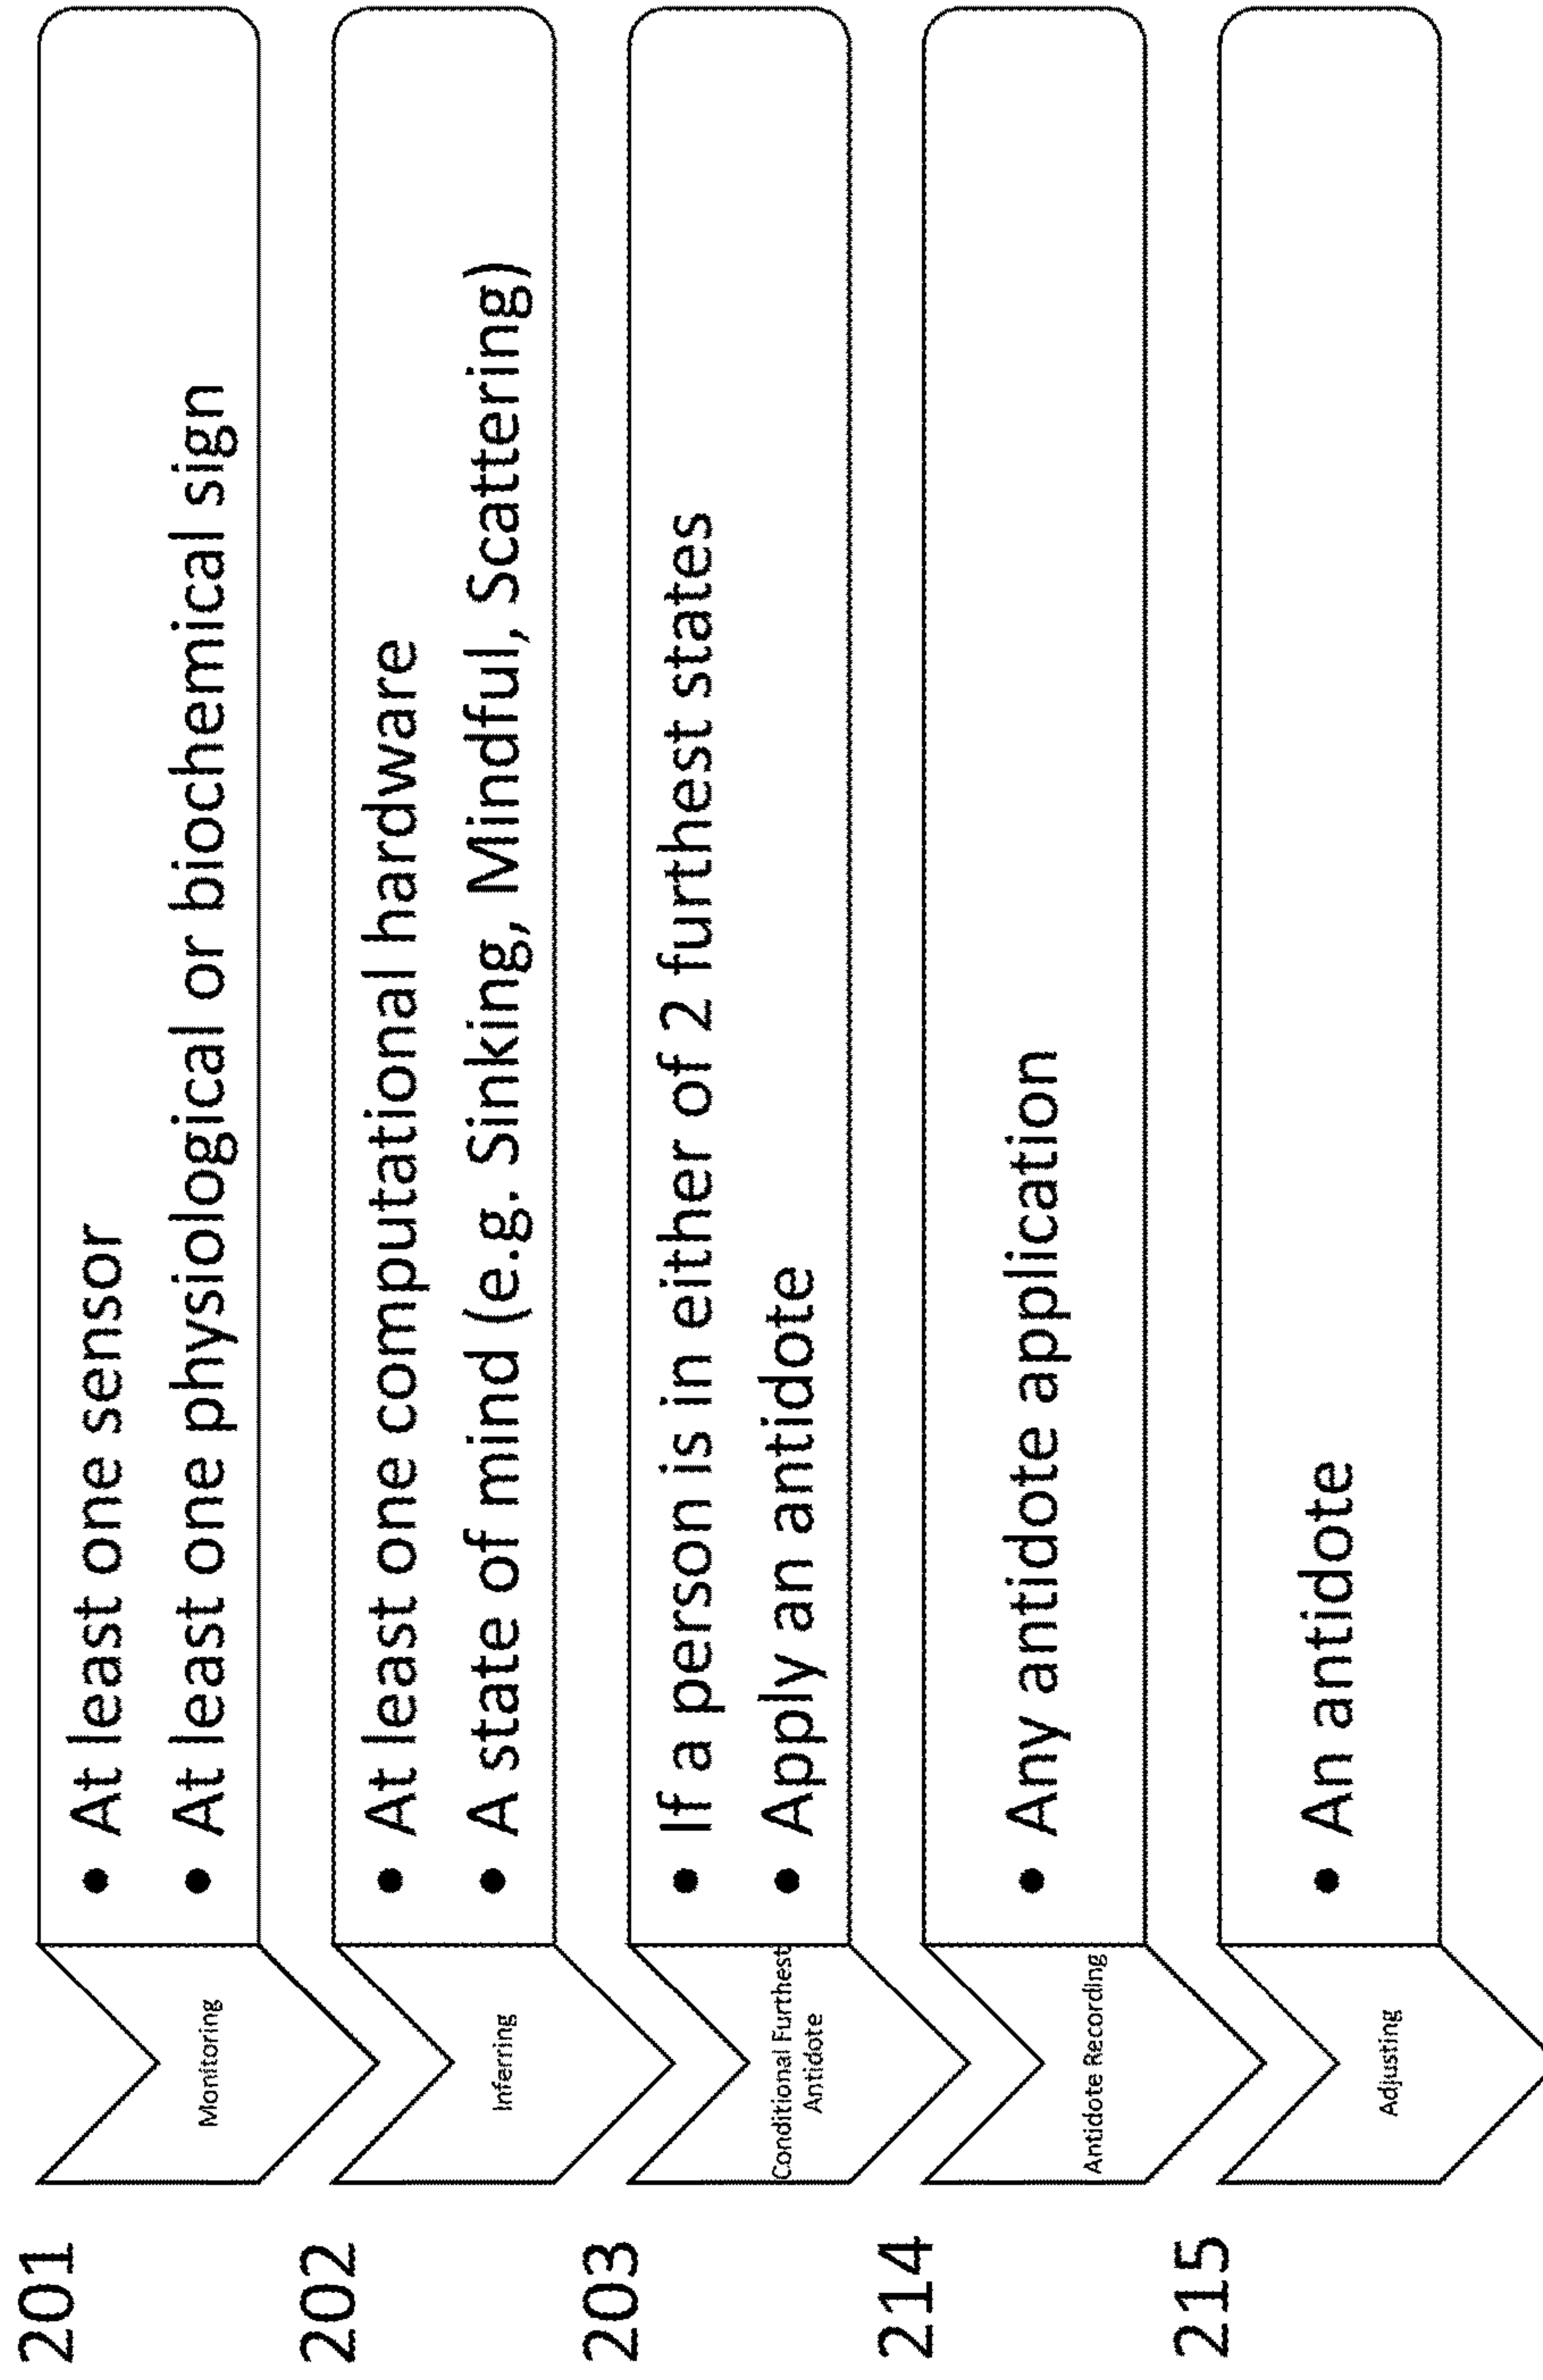 201
Monitoring
• At least one sensor
• At least one physiological or biochemical sign
202
Inferring
• At least one computational hardware
• A state of mind (e.g. Sinking, Mindful, Scattering)
203
Conditional Furthest
Antidote
• If a person is in either of 2 furthest states
• Apply an antidote
214
Antidote Recording
• Any antidote application
215
Adjusting
• An antidote